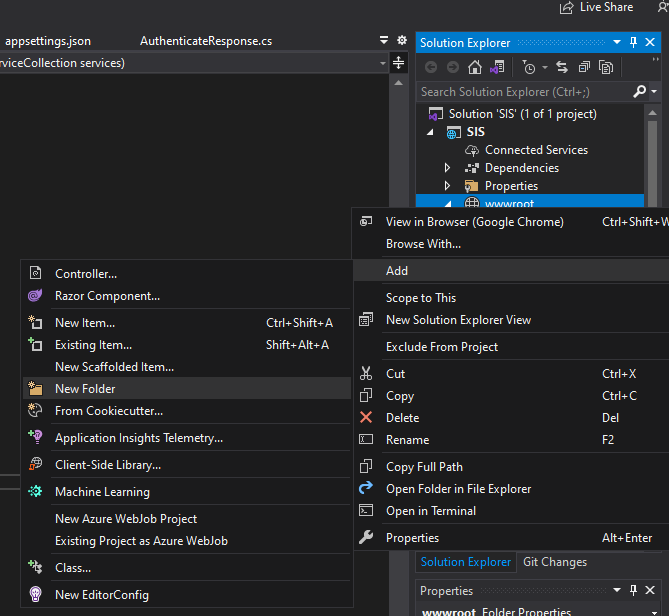 Live Share
appsettings.json
AuthenticateResponse.cs
rviceCollection services)
Solution Explorer
Search Solution Explorer (Ctrl+;)
Solution 'SIS' (1 of 1 project)
SIS
Connected Services
Dependencies
Properties
wwwroot
View in Browser (Google Chrome) Ctrl+Shift+W
Browse With...
Add
Scope to This
New Solution Explorer View
Exclude From Project
Cut Ctrl+X
Copy Ctrl+C
Delete Del
Rename F2
Copy Full Path
Open Folder in File Explorer
Open in Terminal
Properties Alt+Enter
Controller...
Razor Component...
New Item... Ctrl+Shift+A
Existing Item... Shift+Alt+A
New Scaffolded Item...
New Folder
From Cookiecutter...
Application Insights Telemetry...
Client-Side Library...
Machine Learning
New Azure WebJob Project
Existing Project as Azure WebJob
Class...
New EditorConfig
Solution Explorer Git Changes
Properties
wwwroot Folder Properties